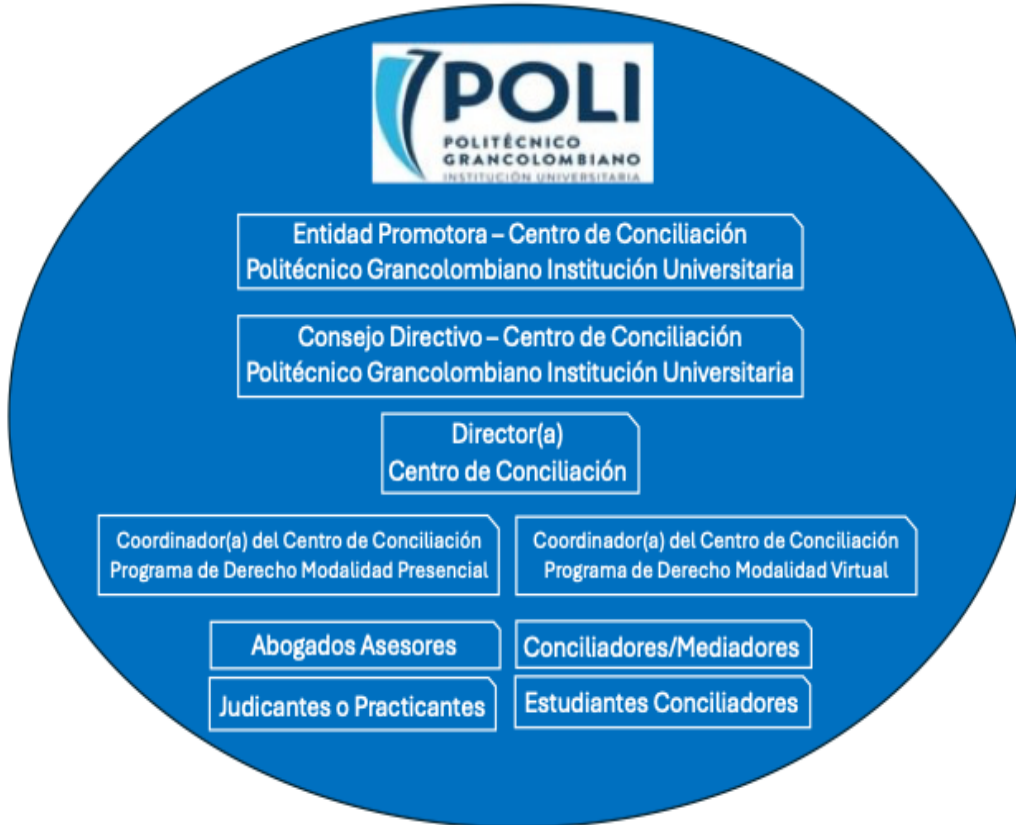 POLI
POLITÉCNICO
GRANCOLOMBIANO
INSTITUCIÓN UNIVERSITARIA
Entidad Promotora – Centro de Conciliación
Politécnico Grancolombiano Institución Universitaria
Consejo Directivo – Centro de Conciliación
Politécnico Grancolombiano Institución Universitaria
Director(a)
Centro de Conciliación
Coordinador(a) del Centro de Conciliación
Programa de Derecho Modalidad Presencial
Coordinador(a) del Centro de Conciliación
Programa de Derecho Modalidad Virtual
Abogados Asesores
Conciliadores/Mediadores
Judicantes o Practicantes
Estudiantes Conciliadores